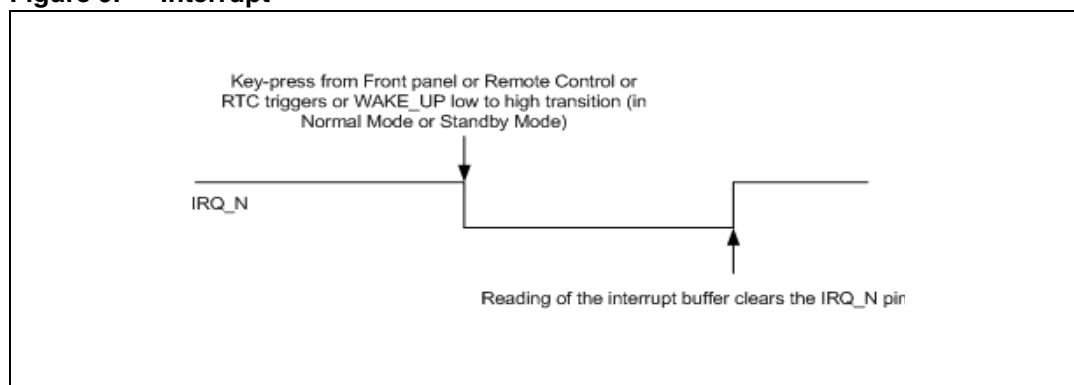 Interrupt
Key-press from Front panel or Remote Control or
RTC triggers or WAKE_UP low to high transition (in
Normal Mode or Standby Mode)
IRQ_N
Reading of the interrupt buffer clears the IRQ_N pin